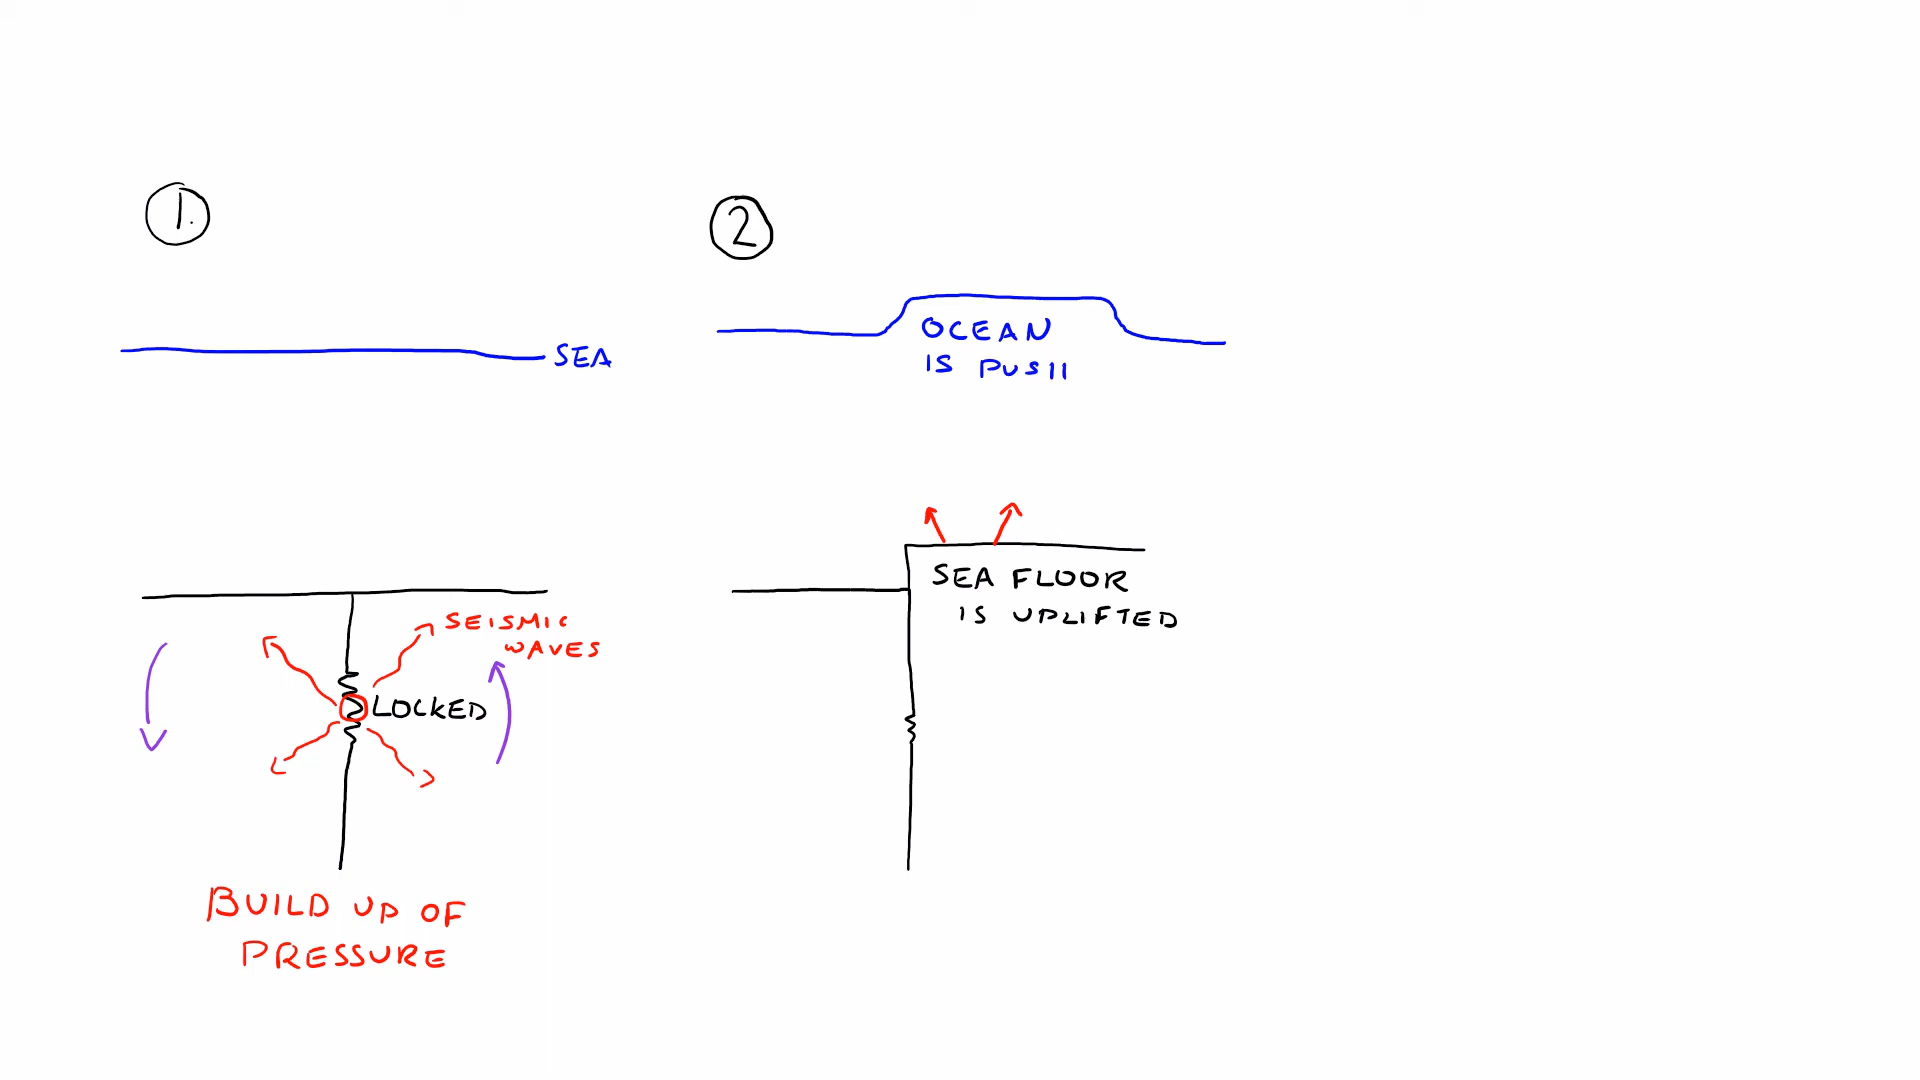 1.
2
SEA
OCEAN
IS PUSH
SEISMIC
WAVES
LOCKED
SEA FLOOR
IS UPLIFTED
BUILD UP OF
PRESSURE